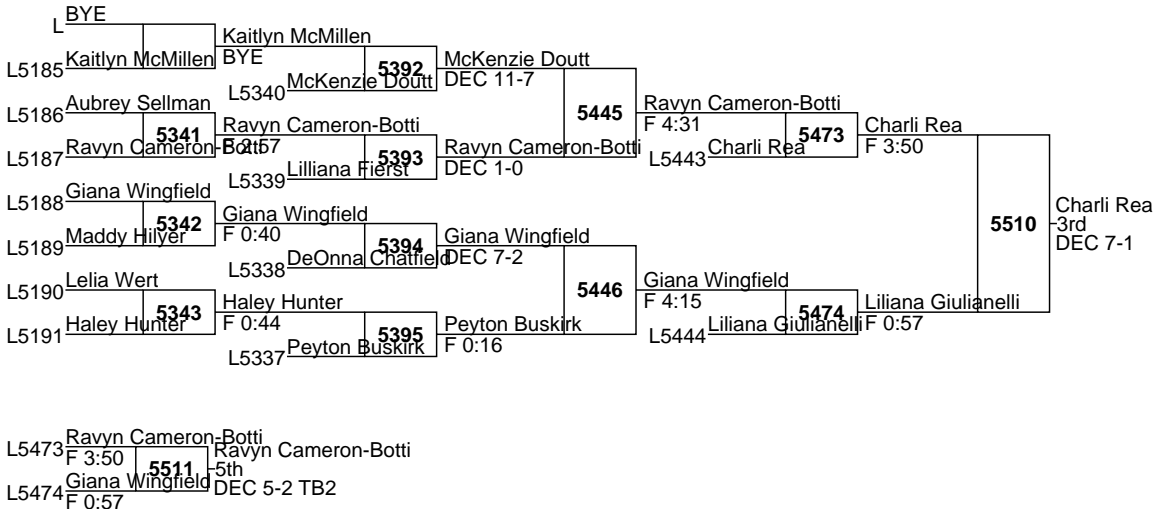 BYE
L
Kaitlyn McMillen
BYE
L5185 Kaitlyn McMillen
5392
McKenzie Doutt
DEC 11-7
L5340 McKenzie Doutt
L5186 Aubrey Sellman
5341
Ravyn Cameron-Botti
F 2:57
L5187 Ravyn Cameron-Botti
5393
Ravyn Cameron-Botti
DEC 1-0
L5339 Lilliana Fierst
5445
Ravyn Cameron-Botti
F 4:31
L5443 Charli Rea
5473
Charli Rea
F 3:50
L5188 Giana Wingfield
5342
Giana Wingfield
F 0:40
L5189 Maddy Hilyer
5394
Giana Wingfield
DEC 7-2
L5338 DeOnna Chatfield
L5190 Lelia Wert
5343
Haley Hunter
F 0:44
L5191 Haley Hunter
5395
Peyton Buskirk
F 0:16
L5337 Peyton Buskirk
5446
Giana Wingfield
F 4:15
L5444 Liliana Giulianelli
5474
Liliana Giulianelli
F 0:57
5510
Charli Rea
3rd
DEC 7-1
L5473 Ravyn Cameron-Botti
F 3:50
5511
Ravyn Cameron-Botti
5th
DEC 5-2 TB2
L5474 Giana Wingfield
F 0:57